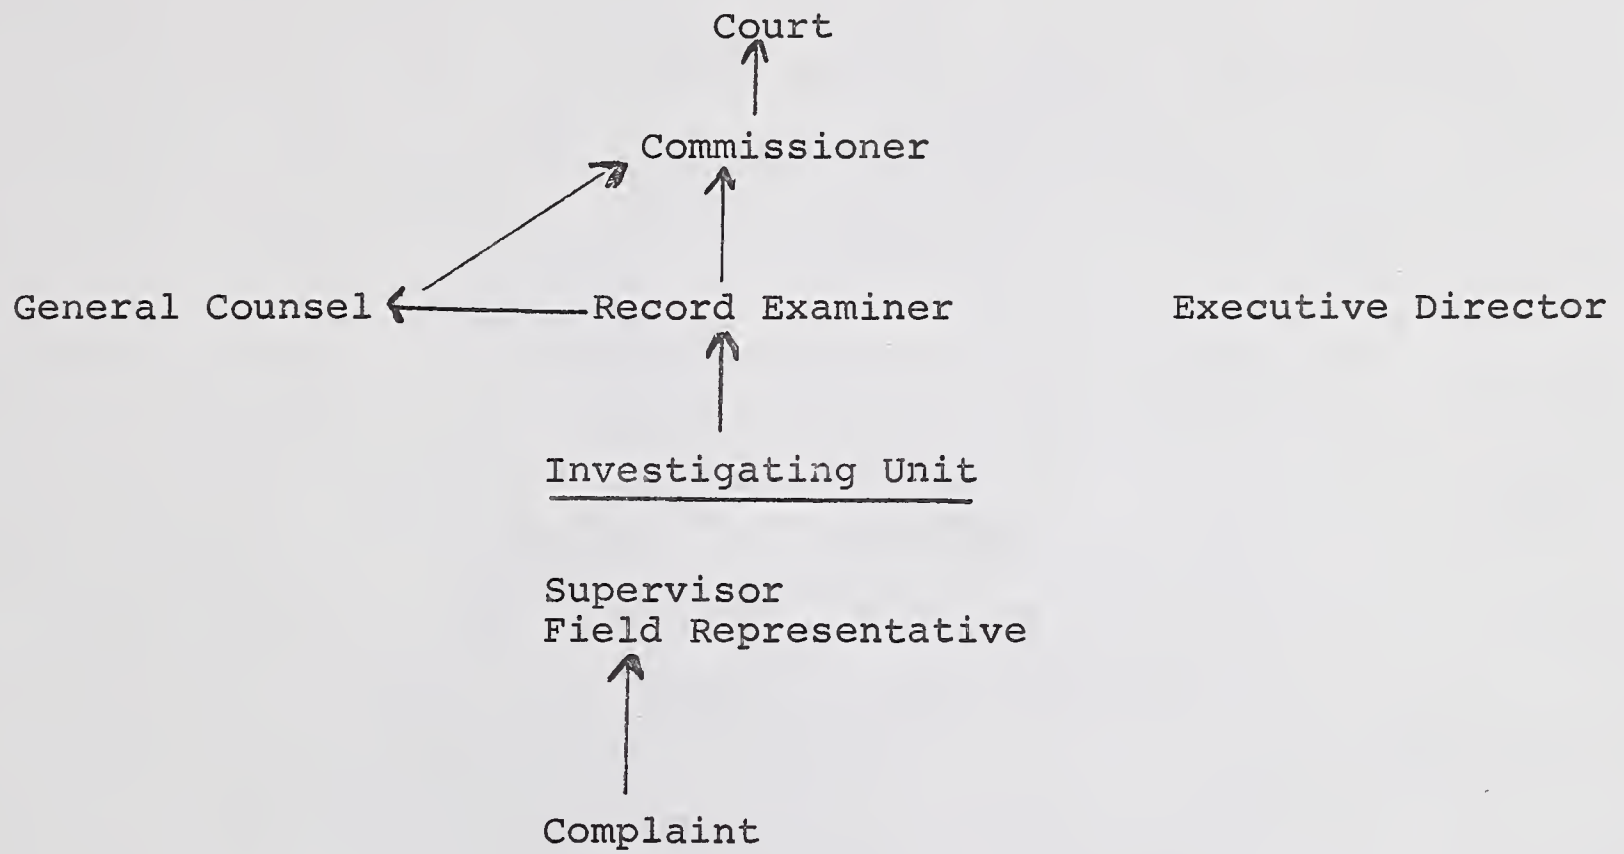 Court
Commissioner
General Counsel Record Examiner Executive Director
Investigating Unit
Supervisor
Field Representative
Complaint